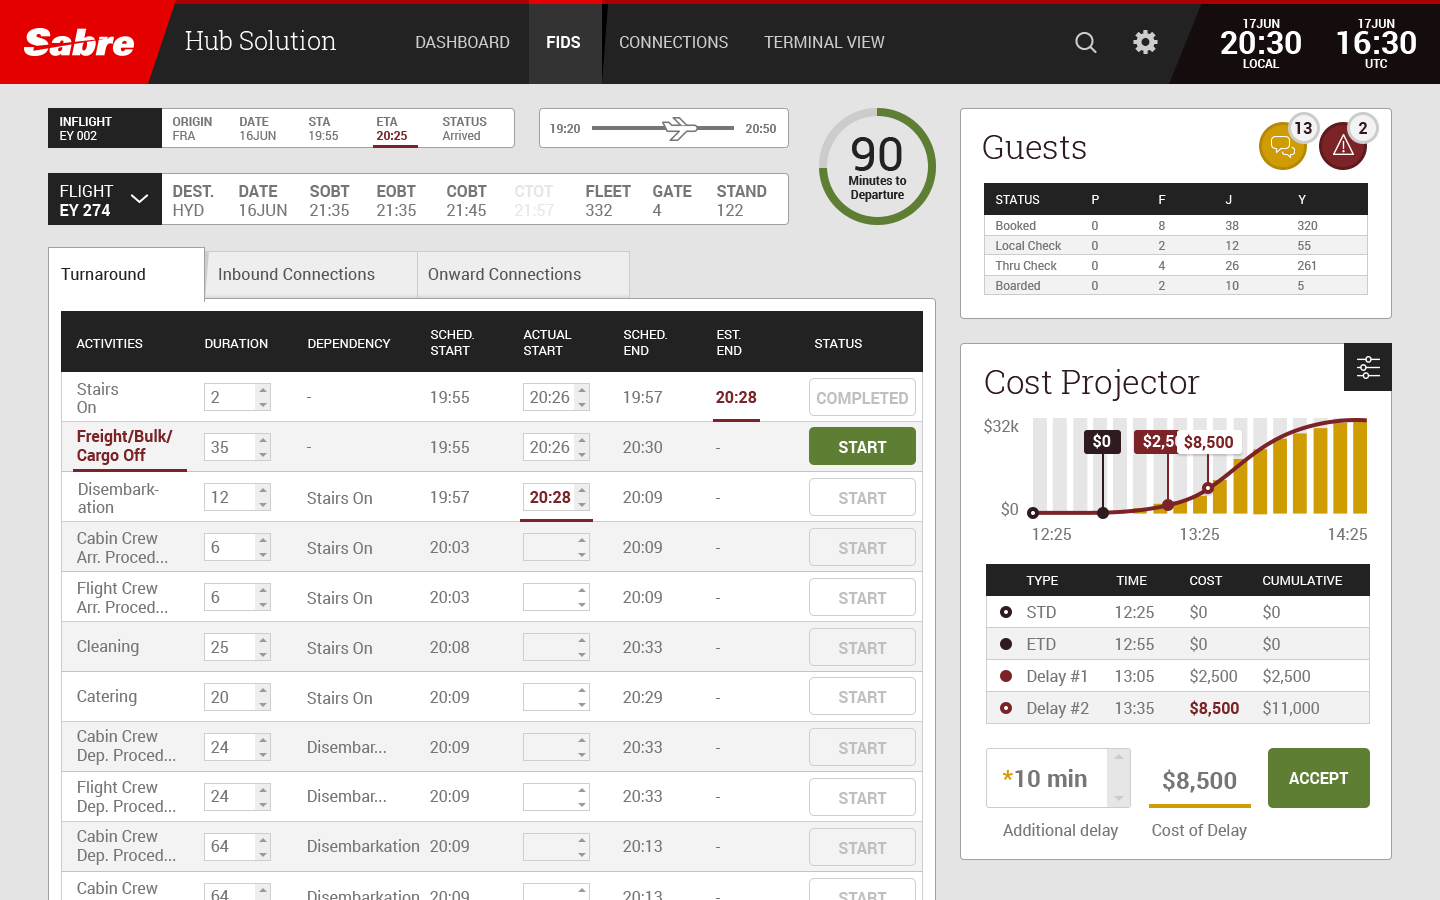 Sabre
Hub Solution
DASHBOARD FIDS CONNECTIONS TERMINAL VIEW
17JUN
20:30
LOCAL
17JUN
16:30
UTC
INFLIGHT
EY 002
ORIGIN DATE STA ETA STATUS
FRA 16JUN 19:55 20:25 Arrived
19:20 20:50
FLIGHT
EY 274
DEST. DATE SOBT EOBT COBT CTOT FLEET GATE STAND
HYD 16JUN 21:35 21:35 21:45 21:57 332 4 122
90
Minutes to
Departure
Turnaround Inbound Connections Onward Connections
ACTIVITIES DURATION DEPENDENCY SCHED. START ACTUAL START SCHED. END EST. END STATUS
Stairs On 2 - 19:55 20:26 19:57 20:28 COMPLETED
Freight/Bulk/ Cargo Off 35 - 19:55 20:26 20:30 START
Disembark- ation 12 Stairs On 19:57 20:28 20:09 - START
Cabin Crew Arr. Proced... 6 Stairs On 20:03 20:09 - START
Flight Crew Arr. Proced... 6 Stairs On 20:03 20:09 - START
Cleaning 25 Stairs On 20:08 20:33 - START
Catering 20 Stairs On 20:09 20:29 - START
Cabin Crew Dep. Proced... 24 Disembar... 20:09 20:33 - START
Flight Crew Dep. Proced... 24 Disembar... 20:09 20:33 - START
Cabin Crew Dep. Proced... 64 Disembarkation 20:09 20:13 - START
Cabin Crew 64 Disembarkation 20:09 20:13 - START
Guests
13
2
STATUS P F J Y
Booked 0 8 38 320
Local Check 0 2 12 55
Thru Check 0 4 26 261
Boarded 0 2 10 5
Cost Projector
$32k
$0 $2,5 $8,500
$0
12:25 13:25 14:25
TYPE TIME COST CUMULATIVE
STD 12:25 $0 $0
ETD 12:55 $0 $0
Delay #1 13:05 $2,500 $2,500
Delay #2 13:35 $8,500 $11,000
*10 min $8,500 ACCEPT
Additional delay Cost of Delay